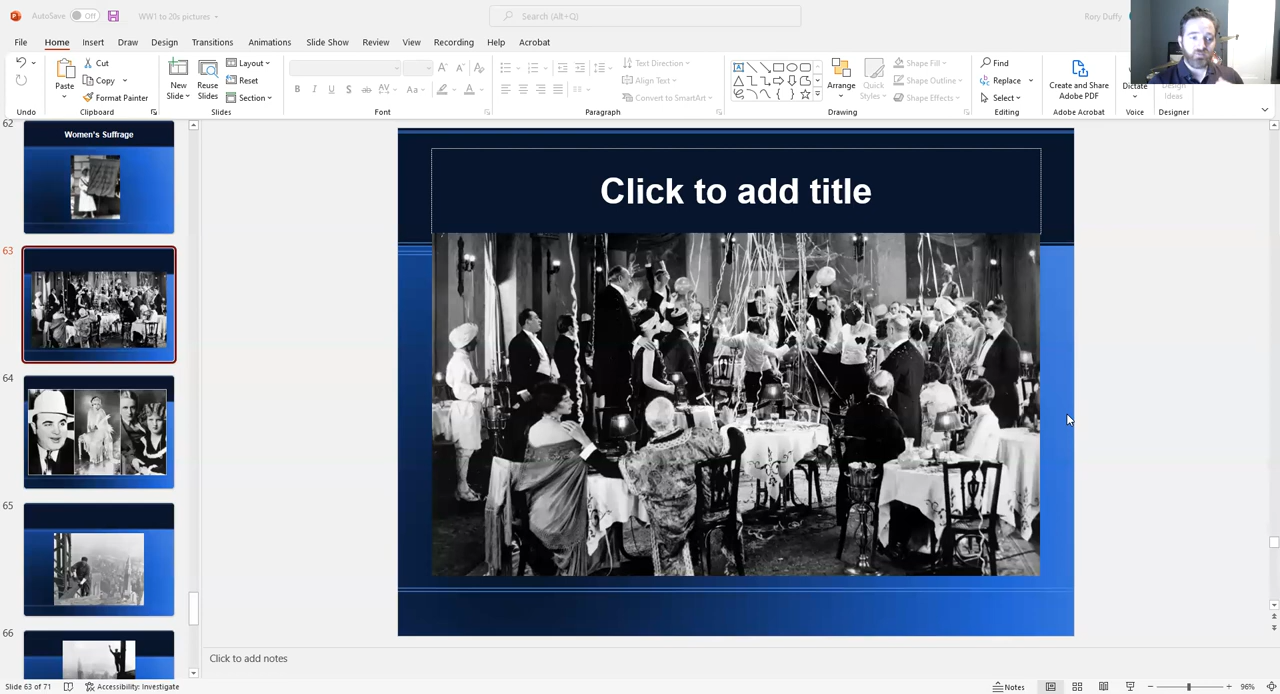 AutoSave Off WW1 to 20s pictures Search (Alt+Q) Rory Duffy
File Home Insert Draw Design Transitions Animations Slide Show Review View Recording Help Acrobat
Undo
Paste Cut Copy Format Painter
Clipboard
New Slide Reuse Slides Layout Reset Section
Slides
B I U S ab AV Aa A
Font
Text Direction
Align Text
Convert to SmartArt
Paragraph
Arrange Quick Styles
Shape Fill
Shape Outline
Shape Effects
Drawing
Find
Replace
Select
Editing
Create and Share Adobe PDF
Adobe Acrobat
Dictate
Voice
Design Ideas
Designer
62
Women's Suffrage
63
64
65
66
Click to add title
Click to add notes
Slide 63 of 71 Accessibility: Investigate Notes 96%